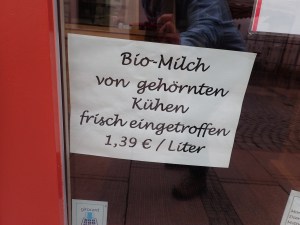 Bio-Milch
von gehörnten
Kühen
frisch eingetroffen
1,39 € / Liter